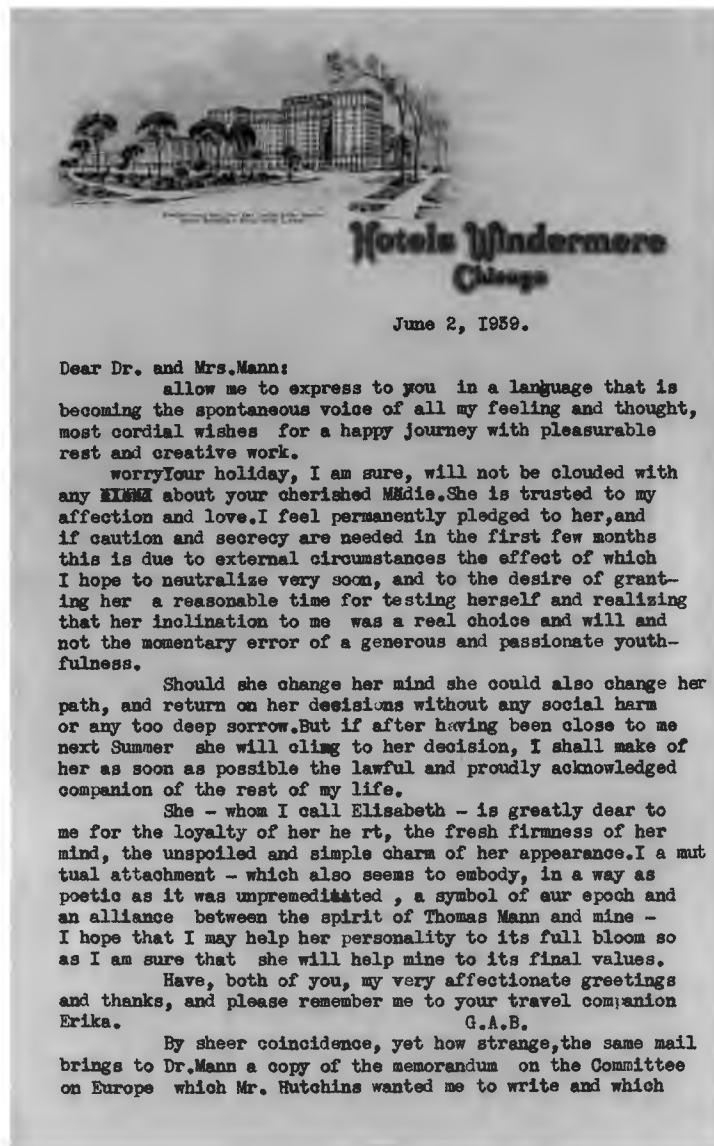 Hotels Windermere
Chicago
June 2, I939.
Dear Dr. and Mrs.Mann:
allow me to express to you in a language that is
becoming the spontaneous voice of all my feeling and thought,
most cordial wishes for a happy journey with pleasurable
rest and creative work.
worryYour holiday, I am sure, will not be clouded with
any about your cherished Mädie.She is trusted to my
affection and love.I feel permanently pledged to her,and
if caution and secrecy are needed in the first few months
this is due to external circumstances the effect of which
I hope to neutralize very soon, and to the desire of grant-
ing her a reasonable time for testing herself and realizing
that her inclination to me was a real choice and will and
not the momentary error of a generous and passionate youth-
fulness.
Should she change her mind she could also change her
path, and return on her desisions without any social harm
or any too deep sorrow.But if after having been close to me
next Summer she will cling to her decision, I shall make of
her as soon as possible the lawful and proudly acknowledged
companion of the rest of my life.
She - whom I call Elisabeth - is greatly dear to
me for the loyalty of her he rt, the fresh firmness of her
mind, the unspoiled and simple charm of her appearance.I a mut
tual attachment - which also seems to embody, in a way as
poetic as it was unpremeditated , a symbol of our epoch and
an alliance between the spirit of Thomas Mann and mine -
I hope that I may help her personality to its full bloom so
as I am sure that she will help mine to its final values.
Have, both of you, my very affectionate greetings
and thanks, and please remember me to your travel companion
Erika. G.A.B.
By sheer coincidence, yet how strange,the same mail
brings to Dr.Mann a copy of the memorandum on the Committee
on Europe which Mr. Hutchins wanted me to write and which